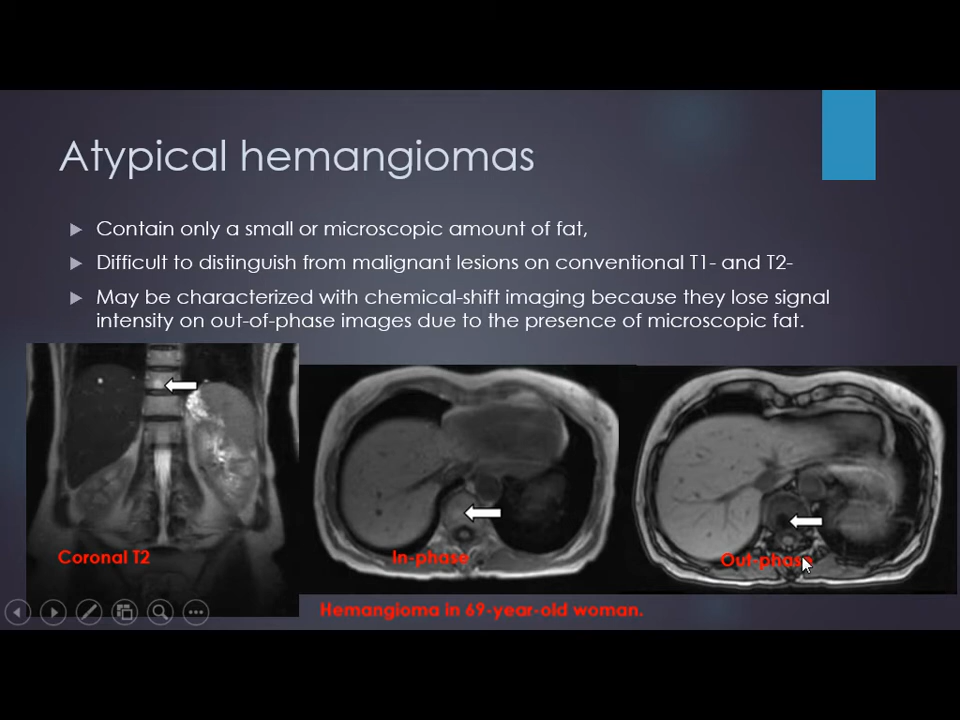 Atypical hemangiomas
Contain only a small or microscopic amount of fat,
Difficult to distinguish from malignant lesions on conventional T1- and T2-
May be characterized with chemical-shift imaging because they lose signal
intensity on out-of-phase images due to the presence of microscopic fat.
Coronal T2
In-phase
Out-phase
Hemangioma in 69-year-old woman.